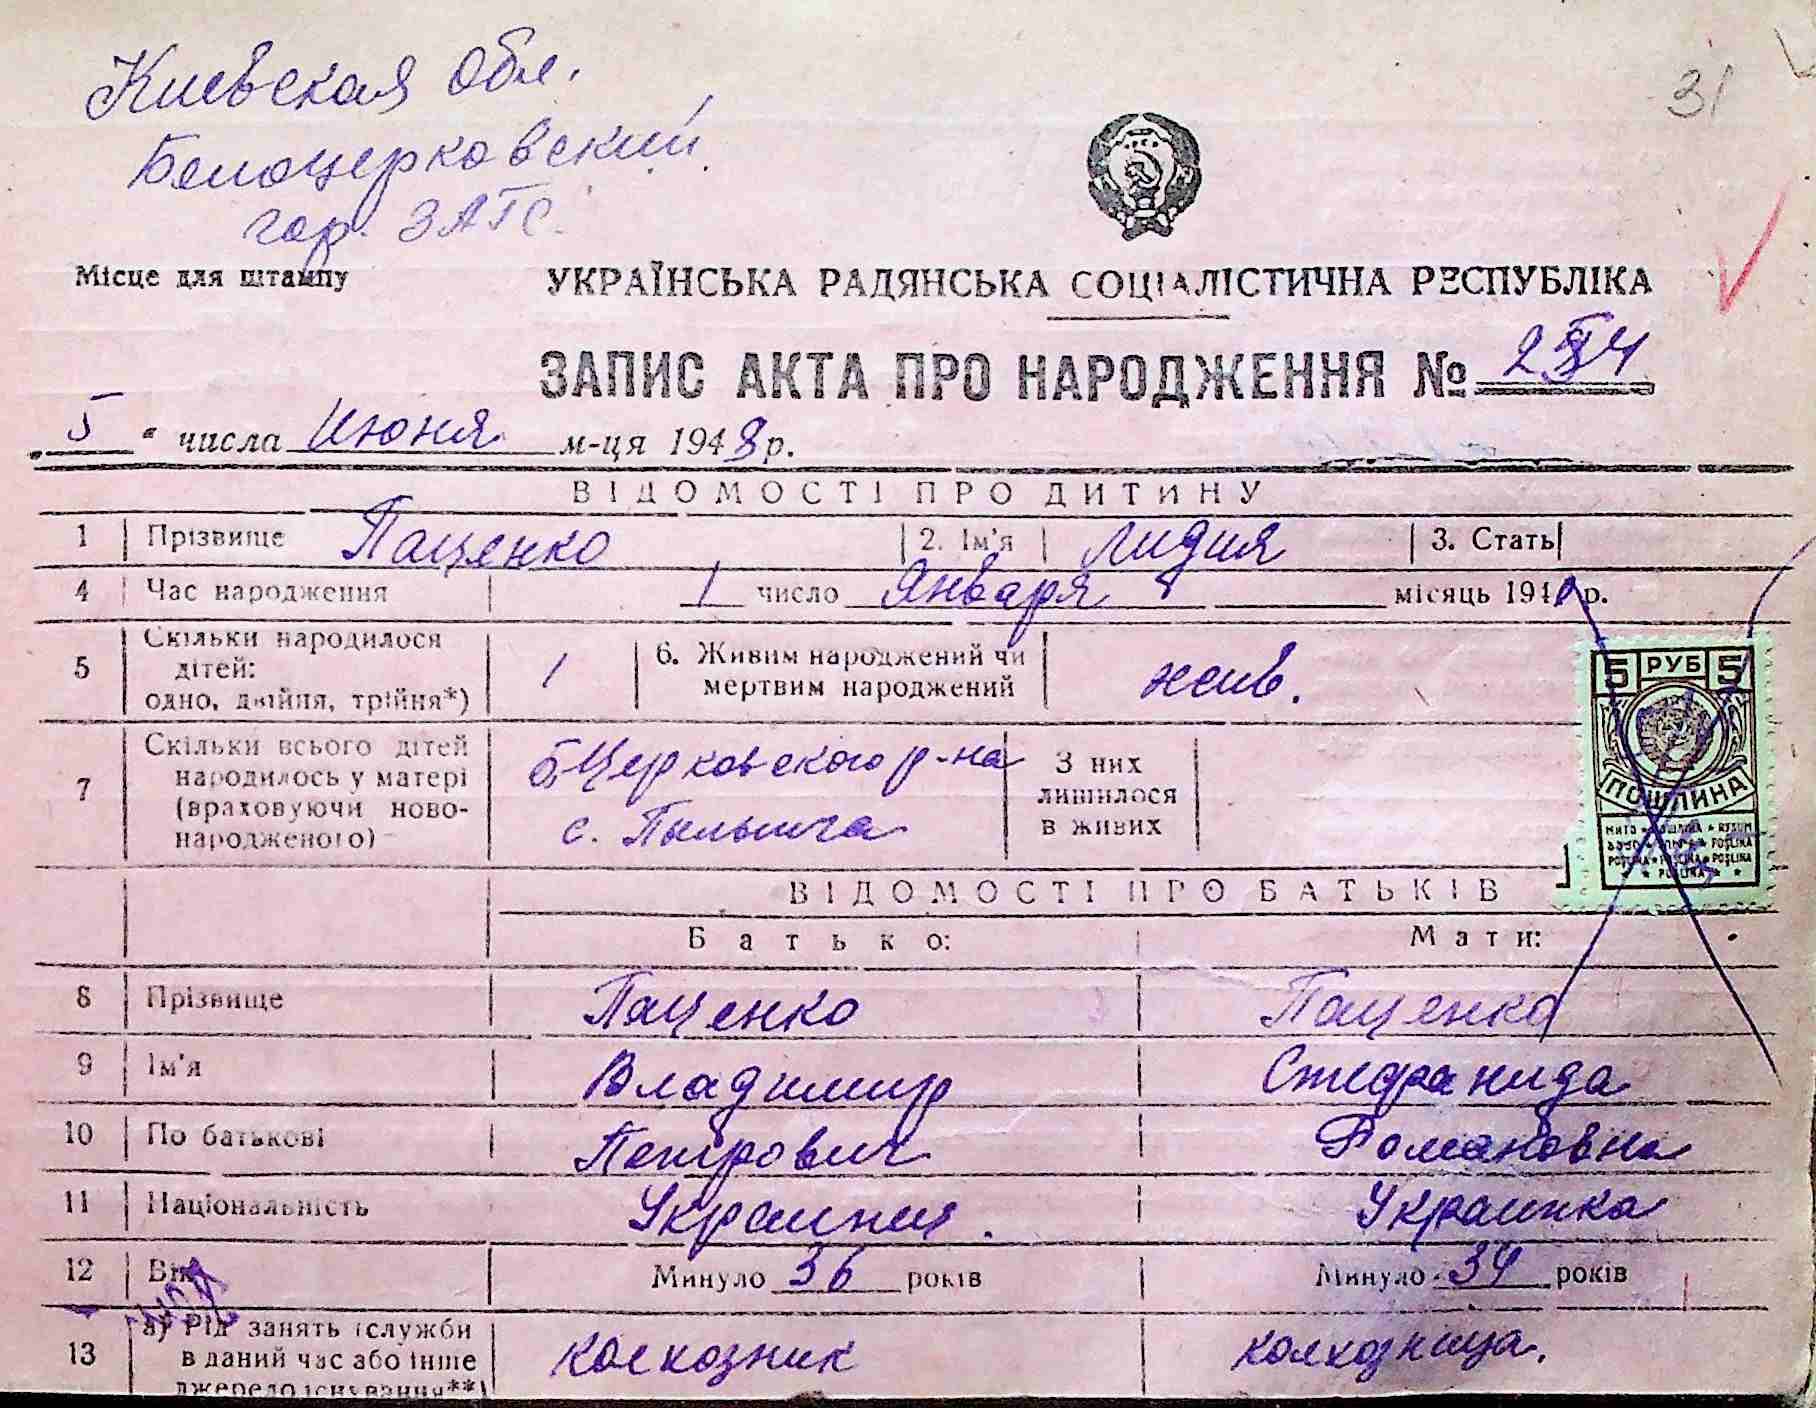 31
Киевская обл.
Белоцерковский
гор. ЗАГС.
Місце для штампу
УКРАЇНСЬКА РАДЯНСЬКА СОЦІАЛІСТИЧНА РЕСПУБЛІКА
ЗАПИС АКТА ПРО НАРОДЖЕННЯ №
5 " числа июня м-ця 1948 р.
ВІДОМОСТІ ПРО ДИТИНУ
1 Прізвище Паценко 2. Ім'я Лидия 3. Стать
4 Час народження 1 число Января місяць 194 р.
5 Скільки народилося дітей: одно, двійня, трійня*) 1 6. Живим народжений чи мертвим народжений жив.
7 Скільки всього дітей народилось у матері (враховуючи ново-народженого) Б.Церковского р-на с. З них лишилося в живих
5 РУБ 5
ПОШЛИНА
ВІДОМОСТІ ПРО БАТЬКІВ
Батько: Мати:
8 Прізвище Паценко Паценко
9 Ім'я Владимир Стефанида
10 По батькові Петрович Романовна
11 Національність Украинец. Украинка
12 Вік Минуло 36 років Минуло 34 років
13 а) Рід занять (служби в даний час або інше джерело існування**) колхозник колхозница.